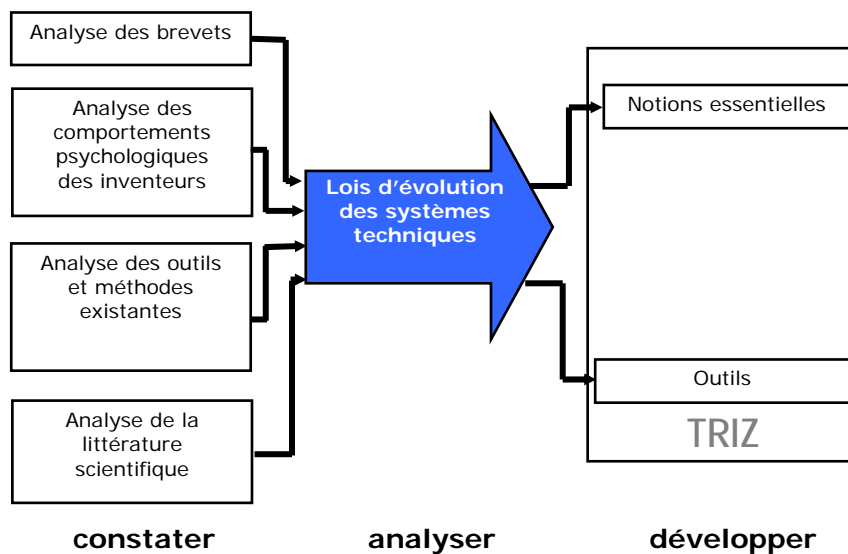 Analyse des brevets
Analyse des
comportements
psychologiques
des inventeurs
Analyse des outils
et méthodes
existantes
Analyse de la
littérature
scientifique
Lois d'évolution
des systèmes
techniques
Notions essentielles
Outils
TRIZ
constater
analyser
développer